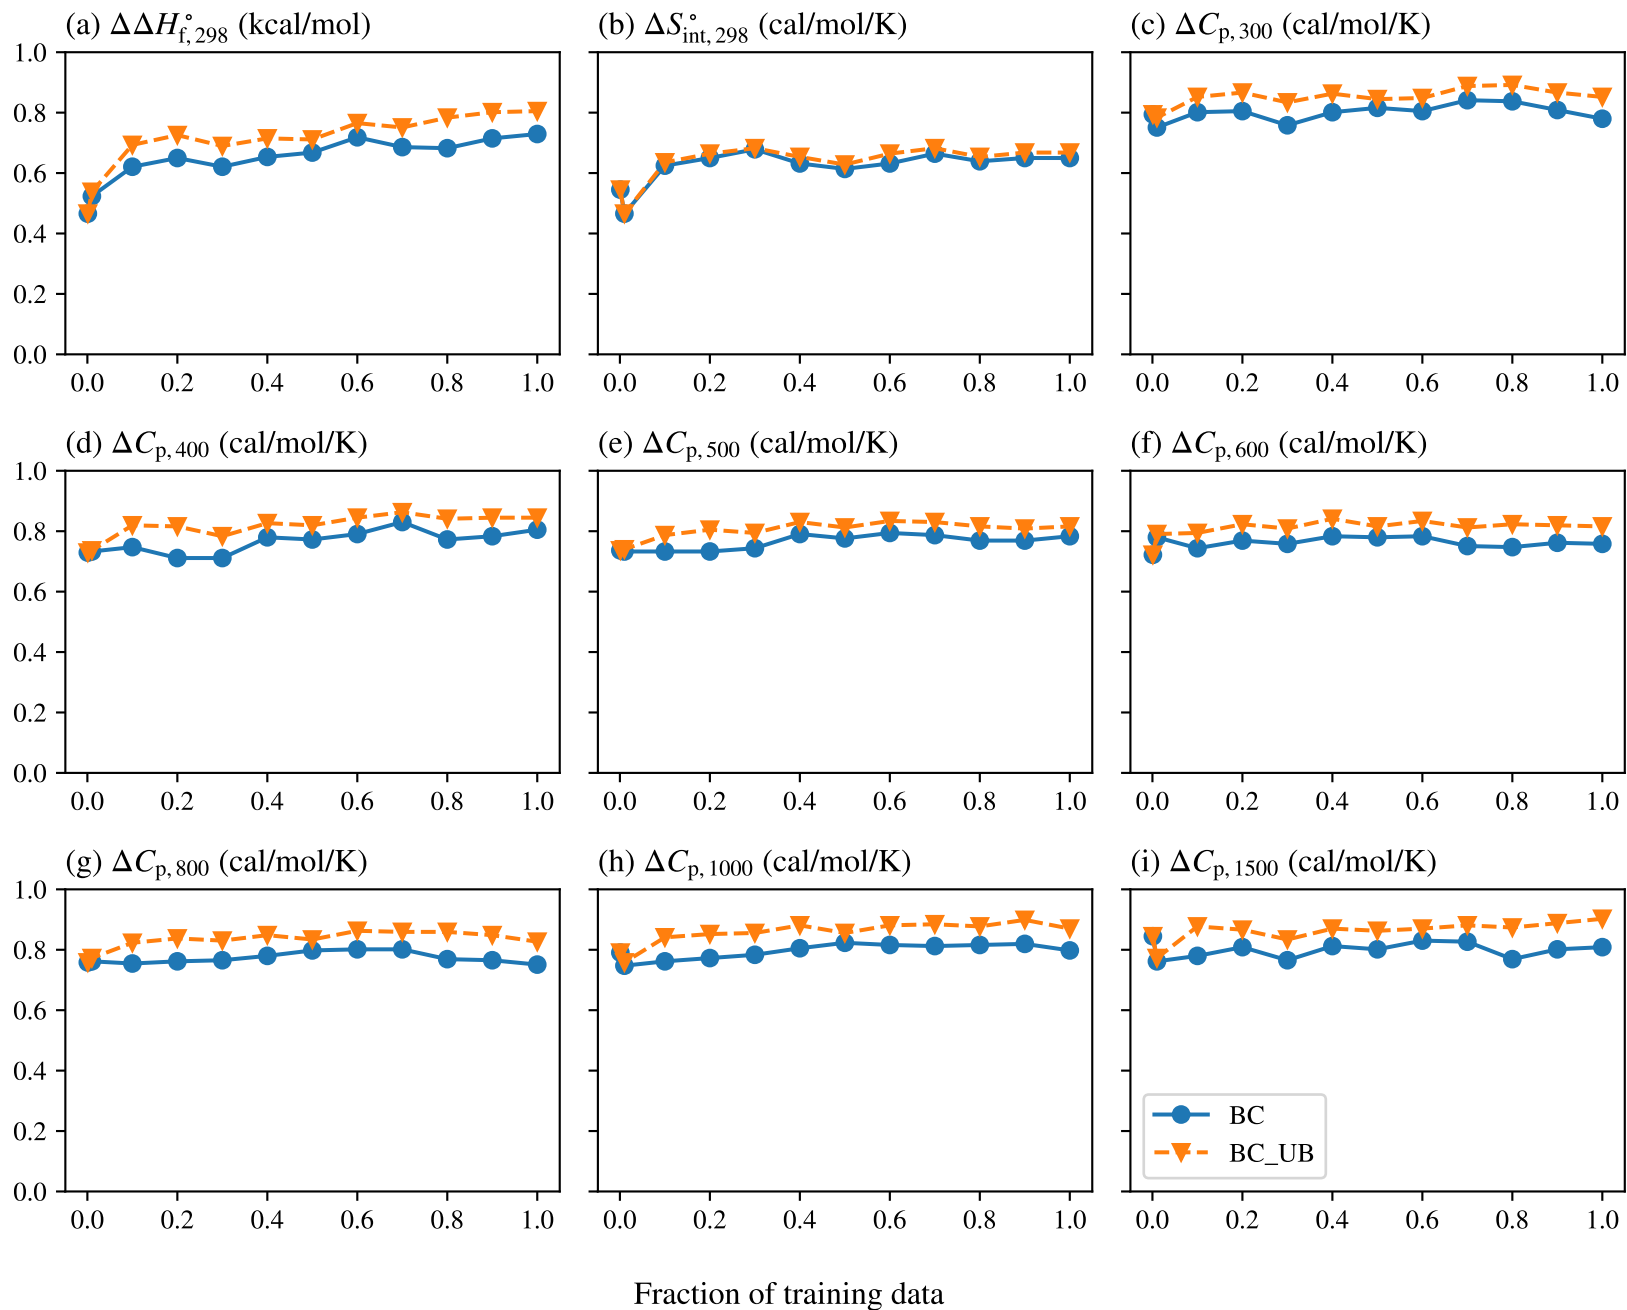 (a) ΔΔH°f, 298 (kcal/mol)
(b) ΔS°int, 298 (cal/mol/K)
(c) ΔCp, 300 (cal/mol/K)
1.0
0.8
0.6
0.4
0.2
0.0
0.0 0.2 0.4 0.6 0.8 1.0
0.0 0.2 0.4 0.6 0.8 1.0
0.0 0.2 0.4 0.6 0.8 1.0
(d) ΔCp, 400 (cal/mol/K)
(e) ΔCp, 500 (cal/mol/K)
(f) ΔCp, 600 (cal/mol/K)
1.0
0.8
0.6
0.4
0.2
0.0
0.0 0.2 0.4 0.6 0.8 1.0
0.0 0.2 0.4 0.6 0.8 1.0
0.0 0.2 0.4 0.6 0.8 1.0
(g) ΔCp, 800 (cal/mol/K)
(h) ΔCp, 1000 (cal/mol/K)
(i) ΔCp, 1500 (cal/mol/K)
1.0
0.8
0.6
0.4
0.2
0.0
BC
BC_UB
0.0 0.2 0.4 0.6 0.8 1.0
0.0 0.2 0.4 0.6 0.8 1.0
0.0 0.2 0.4 0.6 0.8 1.0
Fraction of training data